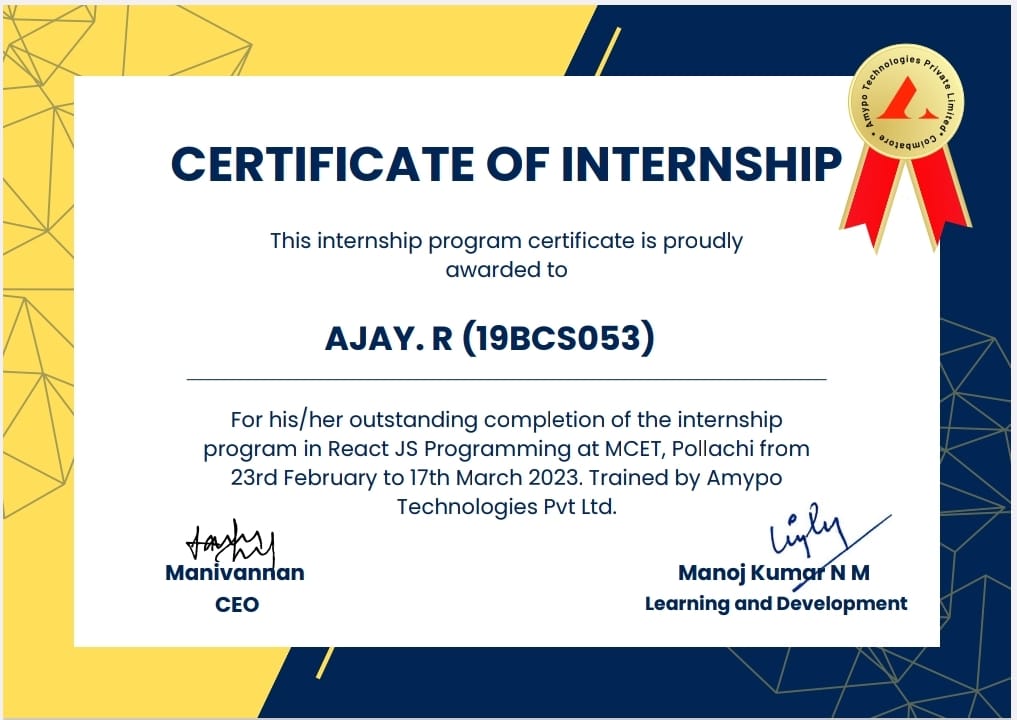 Amypo Technologies Private Limited • Coimbatore •
CERTIFICATE OF INTERNSHIP
This internship program certificate is proudly
awarded to
AJAY. R (19BCS053)
For his/her outstanding completion of the internship
program in React JS Programming at MCET, Pollachi from
23rd February to 17th March 2023. Trained by Amypo
Technologies Pvt Ltd.
Manivannan
CEO
Manoj Kumar N M
Learning and Development